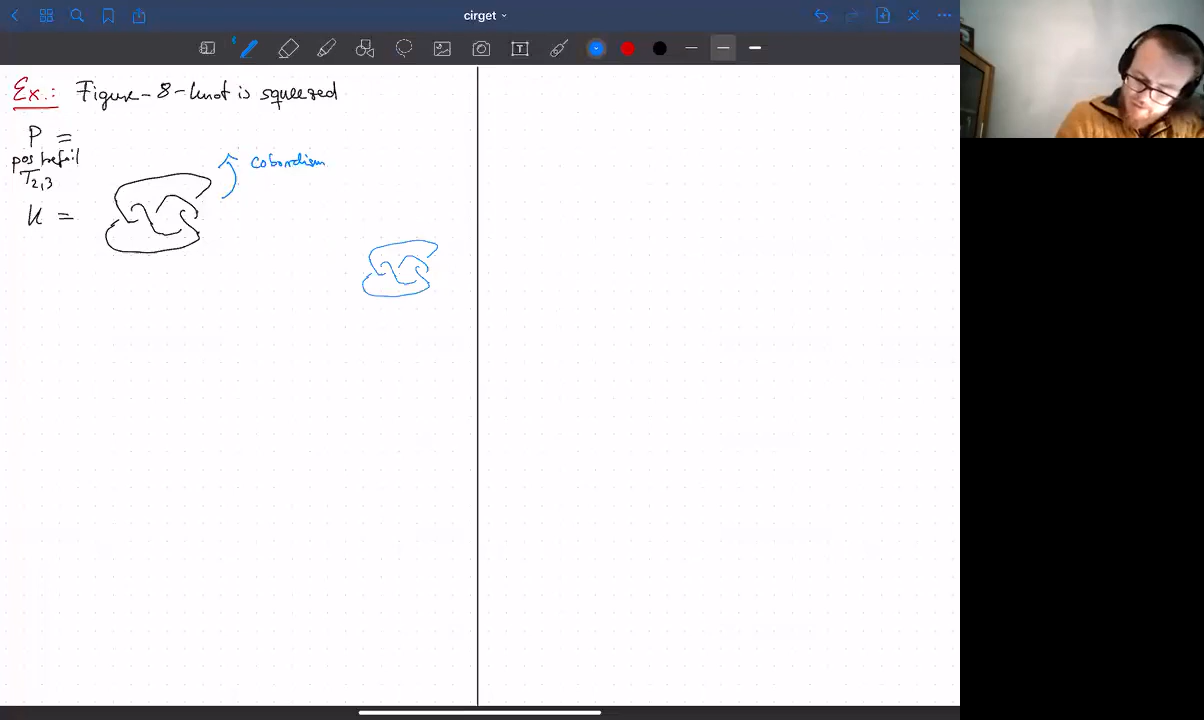 cirget
Ex.: Figure-8-knot is squeezed
P =
pos trefoil
T2,3
cobordism
K =